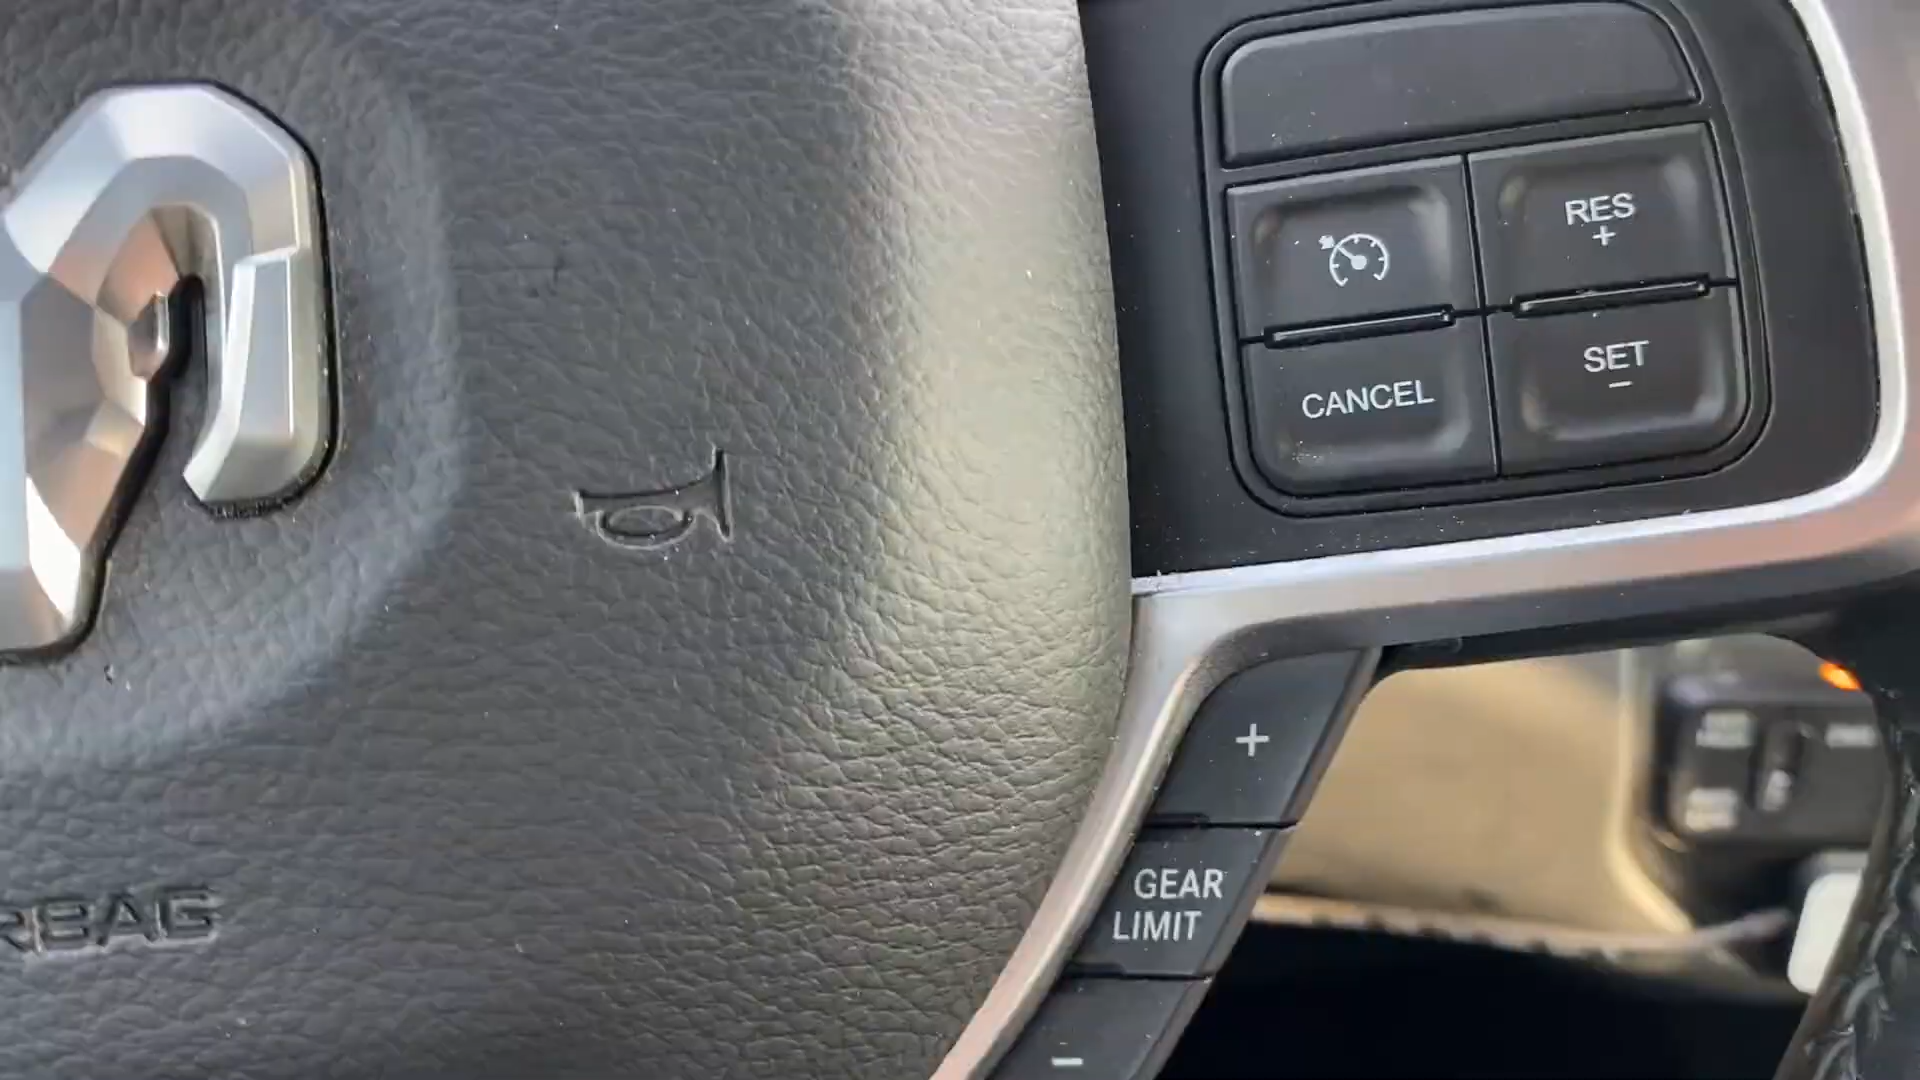 RES
+
SET
-
CANCEL
+
GEAR
LIMIT
-
RBAG